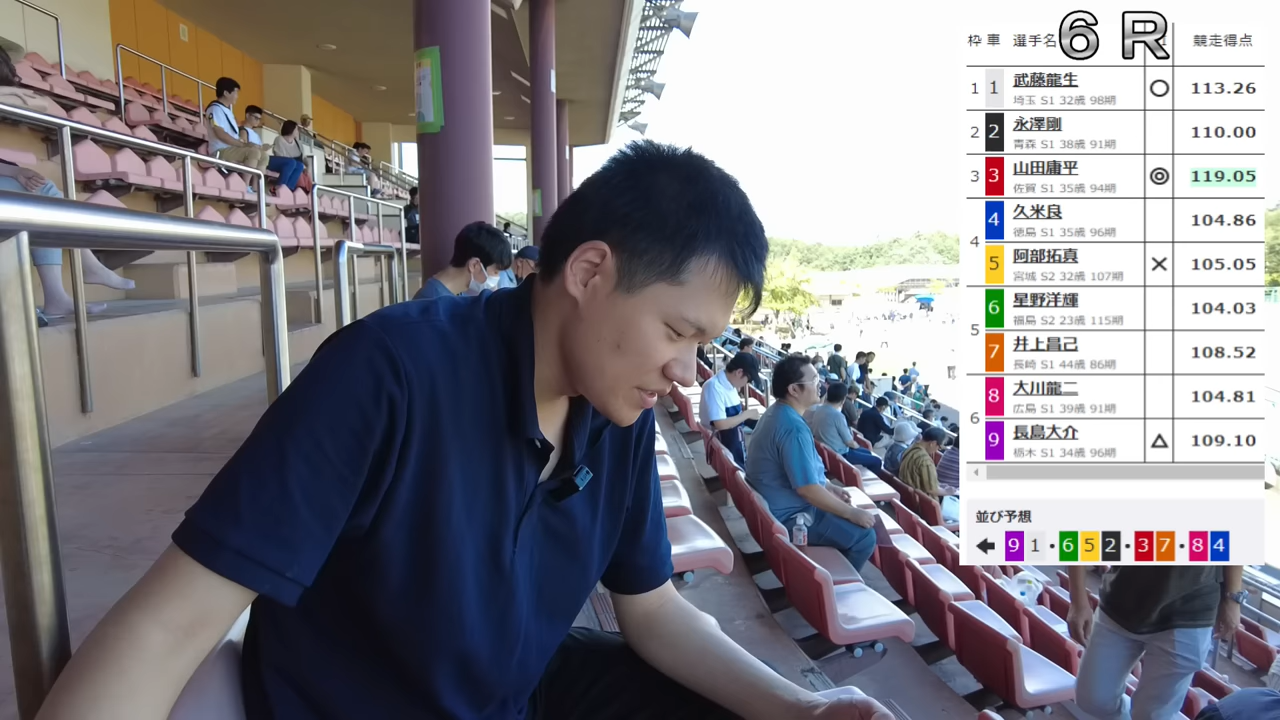 6 R
枠 車 選手名 競走得点
1 1 武藤龍生 ○ 113.26
埼玉 S1 32歳 98期
2 2 永澤剛 110.00
青森 S1 38歳 91期
3 3 山田庸平 ◎ 119.05
佐賀 S1 35歳 94期
4 4 久米良 104.86
徳島 S1 35歳 96期
5 阿部拓真 × 105.05
宮城 S2 32歳 107期
5 6 星野洋輝 104.03
福島 S2 23歳 115期
7 井上昌己 108.52
長崎 S1 44歳 86期
6 8 大川龍二 104.81
広島 S1 39歳 91期
9 長島大介 △ 109.10
栃木 S1 34歳 96期
並び予想
← 9 1・6 5 2・3 7・8 4